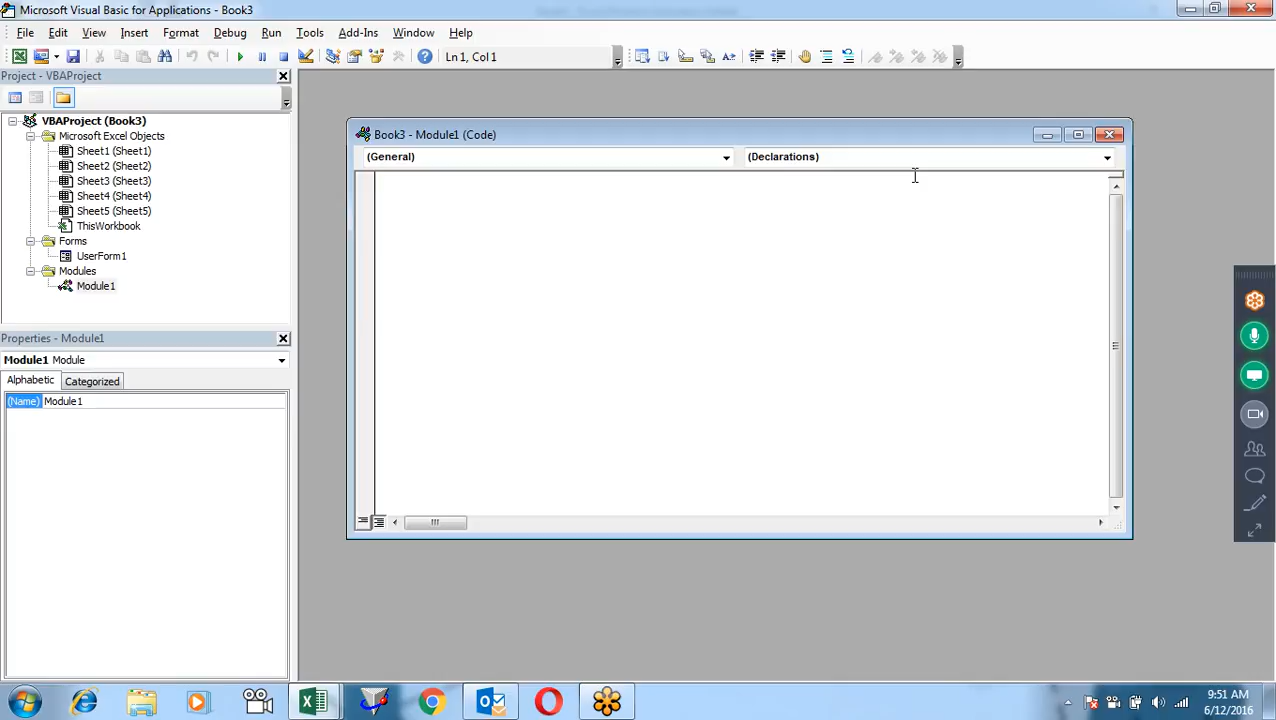 Microsoft Visual Basic for Applications - Book3
File Edit View Insert Format Debug Run Tools Add-Ins Window Help
Ln 1, Col 1
Project - VBAProject
VBAProject (Book3)
Microsoft Excel Objects
Sheet1 (Sheet1)
Sheet2 (Sheet2)
Sheet3 (Sheet3)
Sheet4 (Sheet4)
Sheet5 (Sheet5)
ThisWorkbook
Forms
UserForm1
Modules
Module1
Properties - Module1
Module1 Module
Alphabetic Categorized
(Name) Module1
Book3 - Module1 (Code)
(General) (Declarations)
9:51 AM
6/12/2016